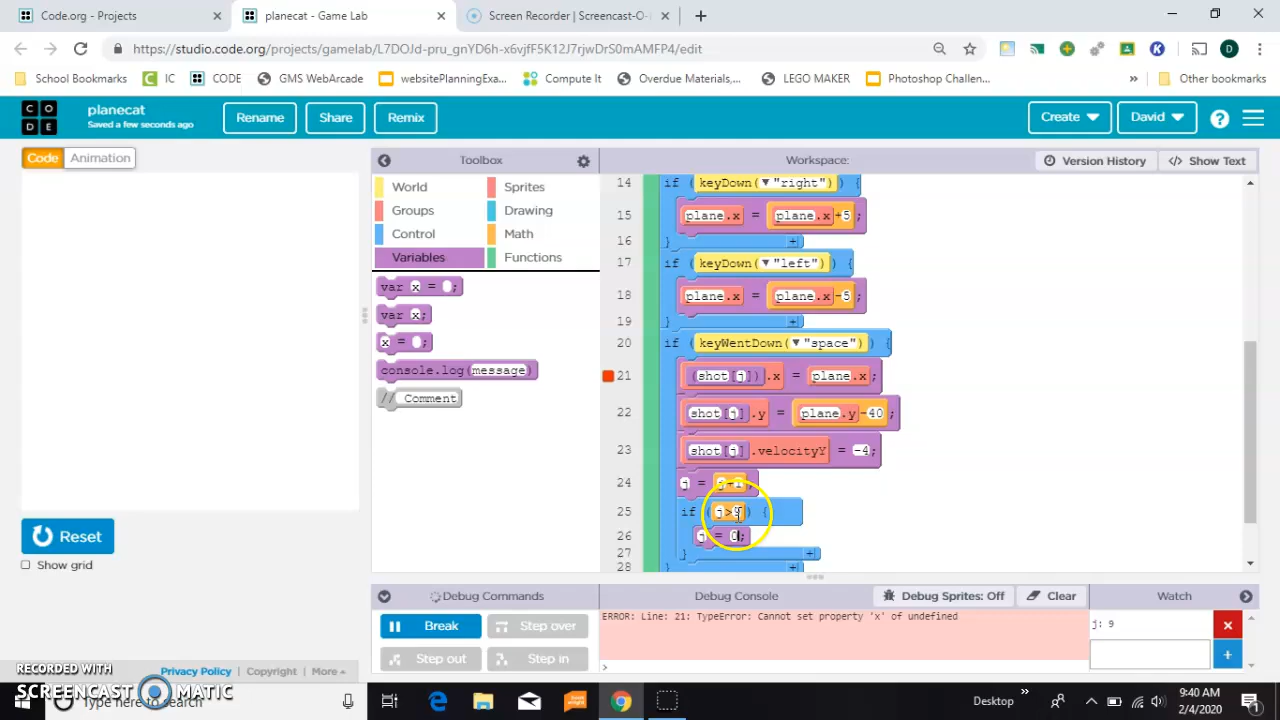 Code.org - Projects
planecat - Game Lab
Screen Recorder | Screencast-O-
https://studio.code.org/projects/gamelab/L7DOJd-pru_gnYD6h-x6vjfF5K12J7rjwDrS0mAMFP4/edit
School Bookmarks
IC
CODE
GMS WebArcade
websitePlanningExa...
Compute It
Overdue Materials,...
LEGO MAKER
Photoshop Challen...
Other bookmarks
CODE
planecat
Saved a few seconds ago
Rename
Share
Remix
Create
David
Code
Animation
Toolbox
Workspace:
Version History
</> Show Text
World
Sprites
Groups
Drawing
Control
Math
Variables
Functions
var x = ;
var x;
x = ;
console.log(message)
// Comment
14 if (keyDown("right")) {
15 plane.x = plane.x+5;
16 }
17 if (keyDown("left")) {
18 plane.x = plane.x-5;
19 }
20 if (keyWentDown("space")) {
21 (shot[j]).x = plane.x;
22 shot[j].y = plane.y-40;
23 shot[j].velocityY = -4;
24 j = j+1;
25 if (j>) {
26 j = 0;
27 }
28 }
Reset
Show grid
Debug Commands
Debug Console
Debug Sprites: Off
Clear
Watch
Break
Step over
Step out
Step in
ERROR: Line: 21: TypeError: Cannot set property 'x' of undefined
>
j: 9
Privacy Policy | Copyright | More
RECORDED WITH
SCREENCAST MATIC
Type here to search
Desktop
9:40 AM
2/4/2020